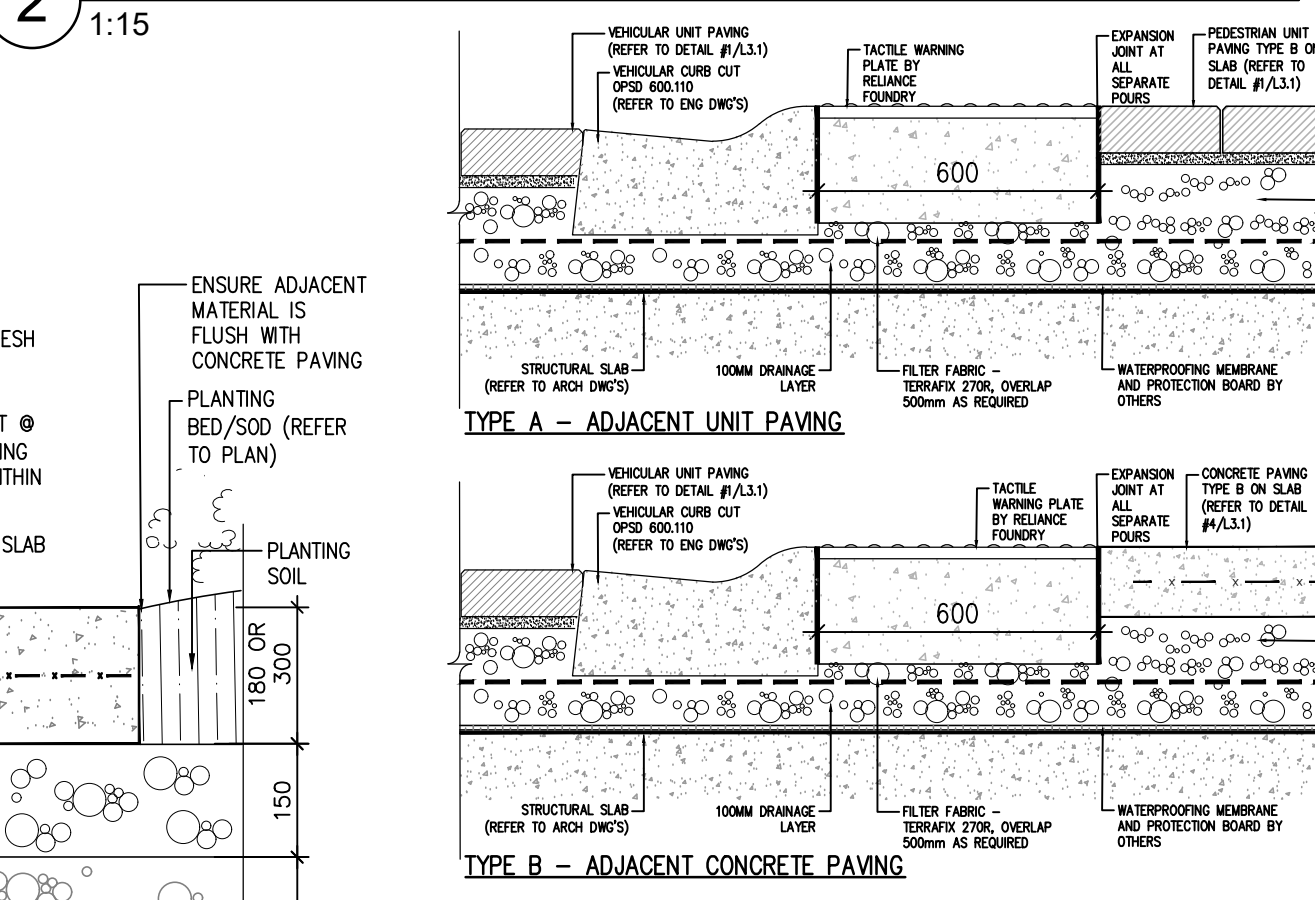 2
1:15
ESH
T @
ING
ITHIN
SLAB
ENSURE ADJACENT
MATERIAL IS
FLUSH WITH
CONCRETE PAVING
PLANTING
BED/SOD (REFER
TO PLAN)
PLANTING
SOIL
180 OR
300
150
VEHICULAR UNIT PAVING
(REFER TO DETAIL #1/L3.1)
VEHICULAR CURB CUT
OPSD 600.110
(REFER TO ENG DWG'S)
TACTILE WARNING
PLATE BY
RELIANCE
FOUNDRY
EXPANSION
JOINT AT
ALL
SEPARATE
POURS
PEDESTRIAN UNIT
PAVING TYPE B ON
SLAB (REFER TO
DETAIL #1/L3.1)
600
STRUCTURAL SLAB
(REFER TO ARCH DWG'S)
100MM DRAINAGE
LAYER
FILTER FABRIC –
TERRAFIX 270R, OVERLAP
500mm AS REQUIRED
WATERPROOFING MEMBRANE
AND PROTECTION BOARD BY
OTHERS
TYPE A – ADJACENT UNIT PAVING
VEHICULAR UNIT PAVING
(REFER TO DETAIL #1/L3.1)
VEHICULAR CURB CUT
OPSD 600.110
(REFER TO ENG DWG'S)
TACTILE
WARNING PLATE
BY RELIANCE
FOUNDRY
EXPANSION
JOINT AT
ALL
SEPARATE
POURS
CONCRETE PAVING
TYPE B ON SLAB
(REFER TO DETAIL
#4/L3.1)
600
STRUCTURAL SLAB
(REFER TO ARCH DWG'S)
100MM DRAINAGE
LAYER
FILTER FABRIC –
TERRAFIX 270R, OVERLAP
500mm AS REQUIRED
WATERPROOFING MEMBRANE
AND PROTECTION BOARD BY
OTHERS
TYPE B – ADJACENT CONCRETE PAVING